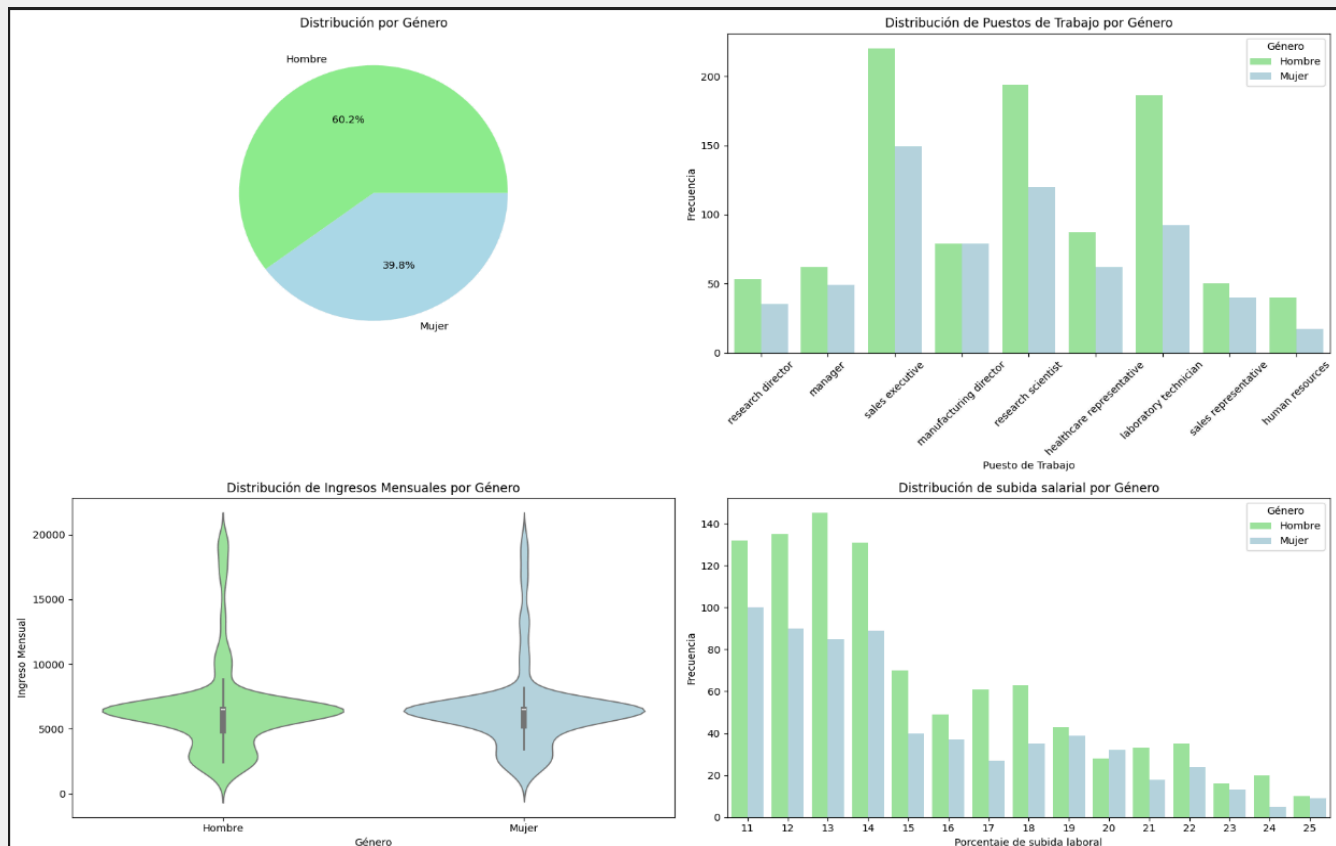 Distribución por Género
Hombre
60.2%
39.8%
Mujer
Distribución de Puestos de Trabajo por Género
Género
Hombre
Mujer
Frecuencia
200
150
100
50
0
research director
manager
sales executive
manufacturing director
research scientist
healthcare representative
laboratory technician
sales representative
human resources
Puesto de Trabajo
Distribución de Ingresos Mensuales por Género
Ingreso Mensual
20000
15000
10000
5000
0
Hombre
Mujer
Género
Distribución de subida salarial por Género
Género
Hombre
Mujer
Frecuencia
140
120
100
80
60
40
20
0
11 12 13 14 15 16 17 18 19 20 21 22 23 24 25
Porcentaje de subida laboral